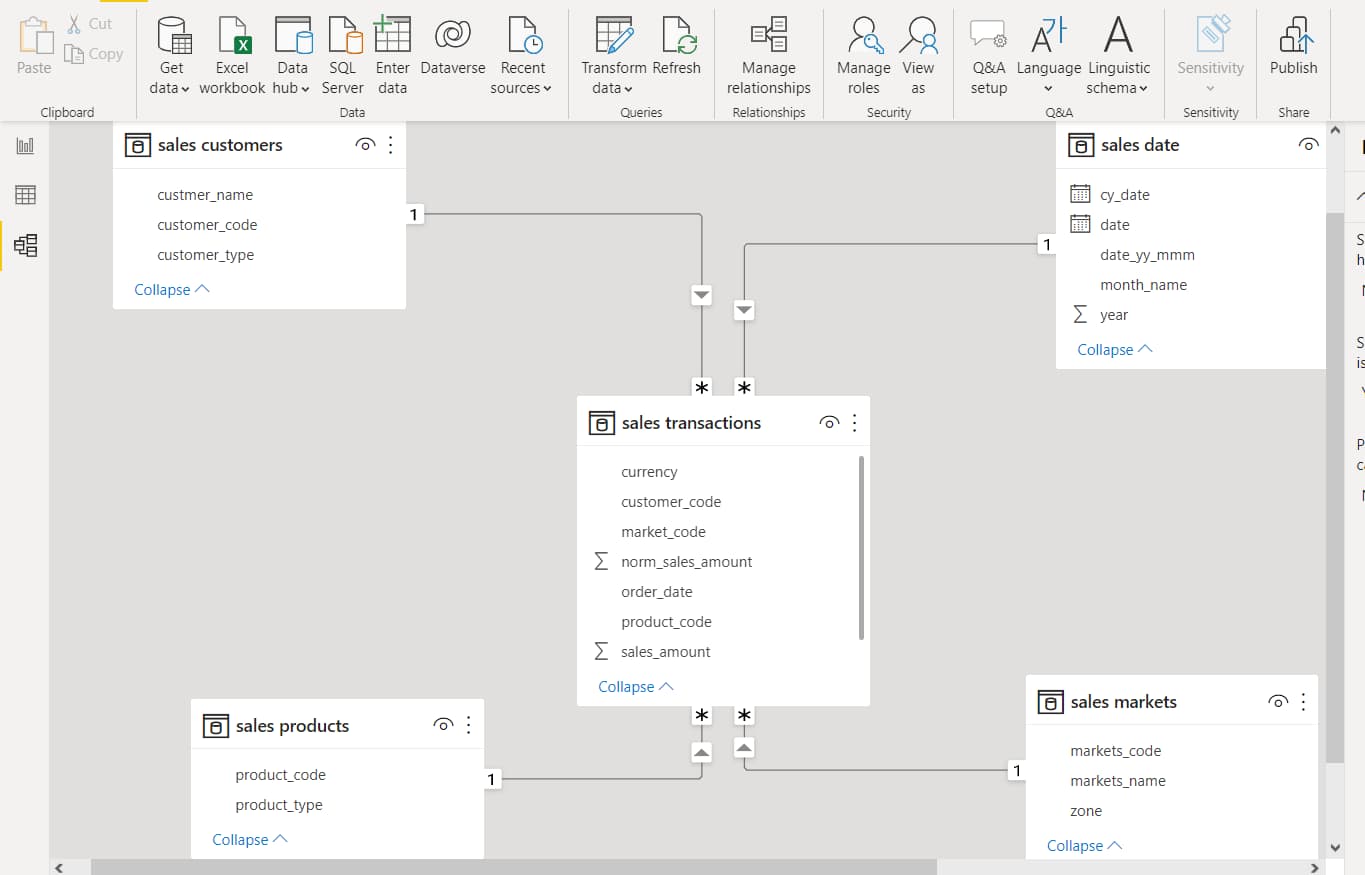 Cut
Copy
Paste
Get data
Excel workbook
Data hub
SQL Server
Enter data
Dataverse
Recent sources
Transform data
Refresh
Manage relationships
Manage roles
View as
Q&A setup
Language
Linguistic schema
Sensitivity
Publish
Clipboard
Data
Queries
Relationships
Security
Q&A
Sensitivity
Share
sales customers
custmer_name
customer_code
customer_type
Collapse
1
sales date
cy_date
date
date_yy_mmm
month_name
Σ year
Collapse
1
*
*
sales transactions
currency
customer_code
market_code
Σ norm_sales_amount
order_date
product_code
Σ sales_amount
Collapse
*
*
sales products
product_code
product_type
Collapse
1
sales markets
markets_code
markets_name
zone
Collapse
1